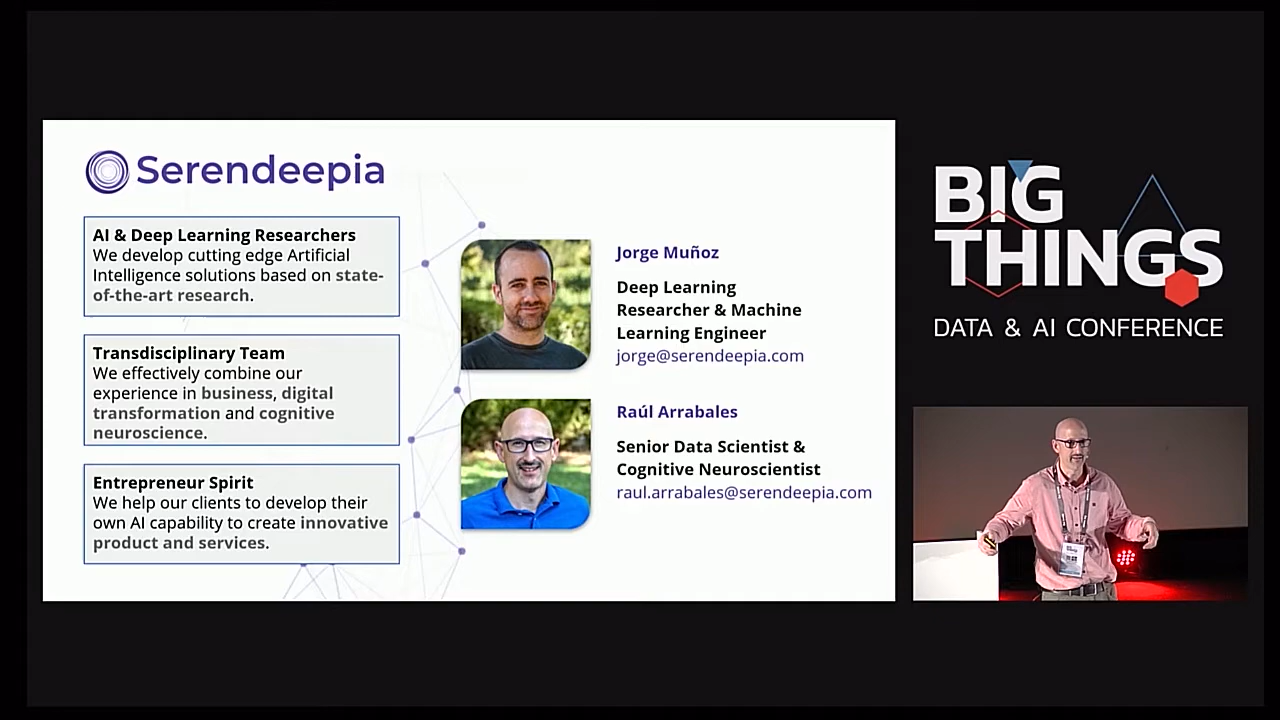 Serendeepia
AI & Deep Learning Researchers
We develop cutting edge Artificial
Intelligence solutions based on state-
of-the-art research.
Transdisciplinary Team
We effectively combine our
experience in business, digital
transformation and cognitive
neuroscience.
Entrepreneur Spirit
We help our clients to develop their
own AI capability to create innovative
product and services.
Jorge Muñoz
Deep Learning
Researcher & Machine
Learning Engineer
jorge@serendeepia.com
Raúl Arrabales
Senior Data Scientist &
Cognitive Neuroscientist
raul.arrabales@serendeepia.com
BIG
THINGS
DATA & AI CONFERENCE
BIG
THINGS